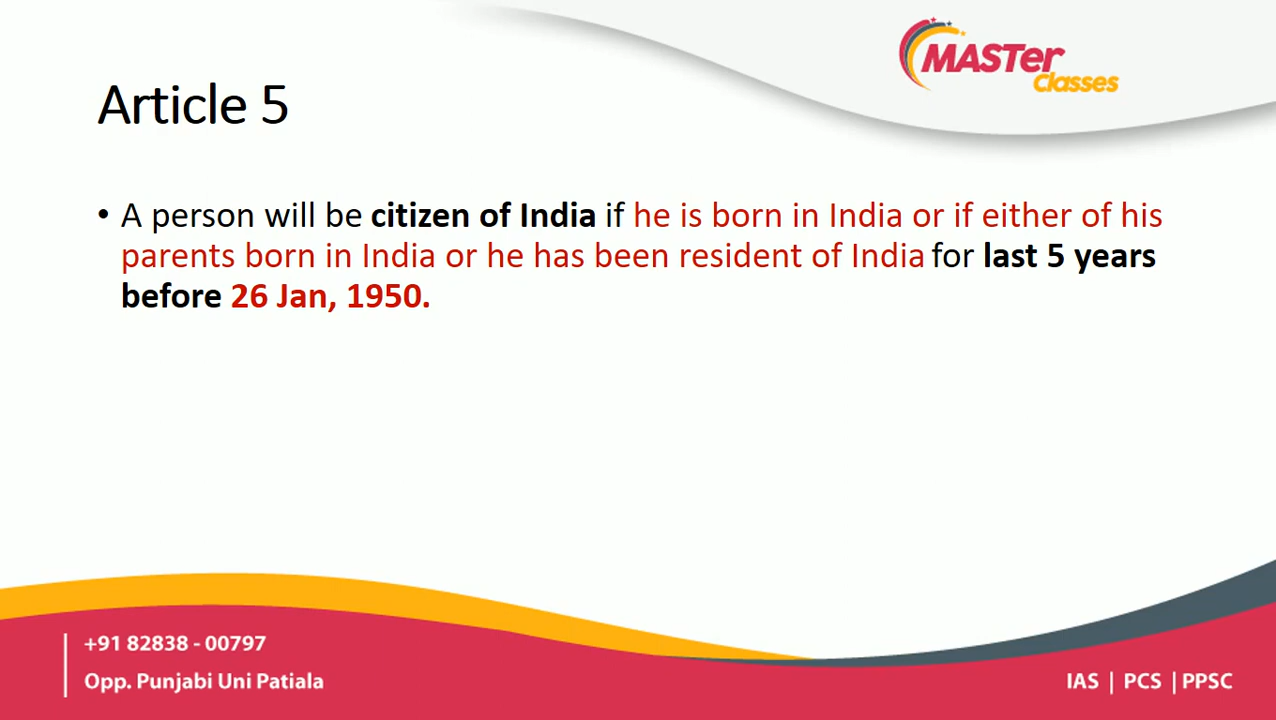 MASTer
Classes
Article 5
• A person will be citizen of India if he is born in India or if either of his
parents born in India or he has been resident of India for last 5 years
before 26 Jan, 1950.
+91 82838 - 00797
Opp. Punjabi Uni Patiala
IAS | PCS | PPSC